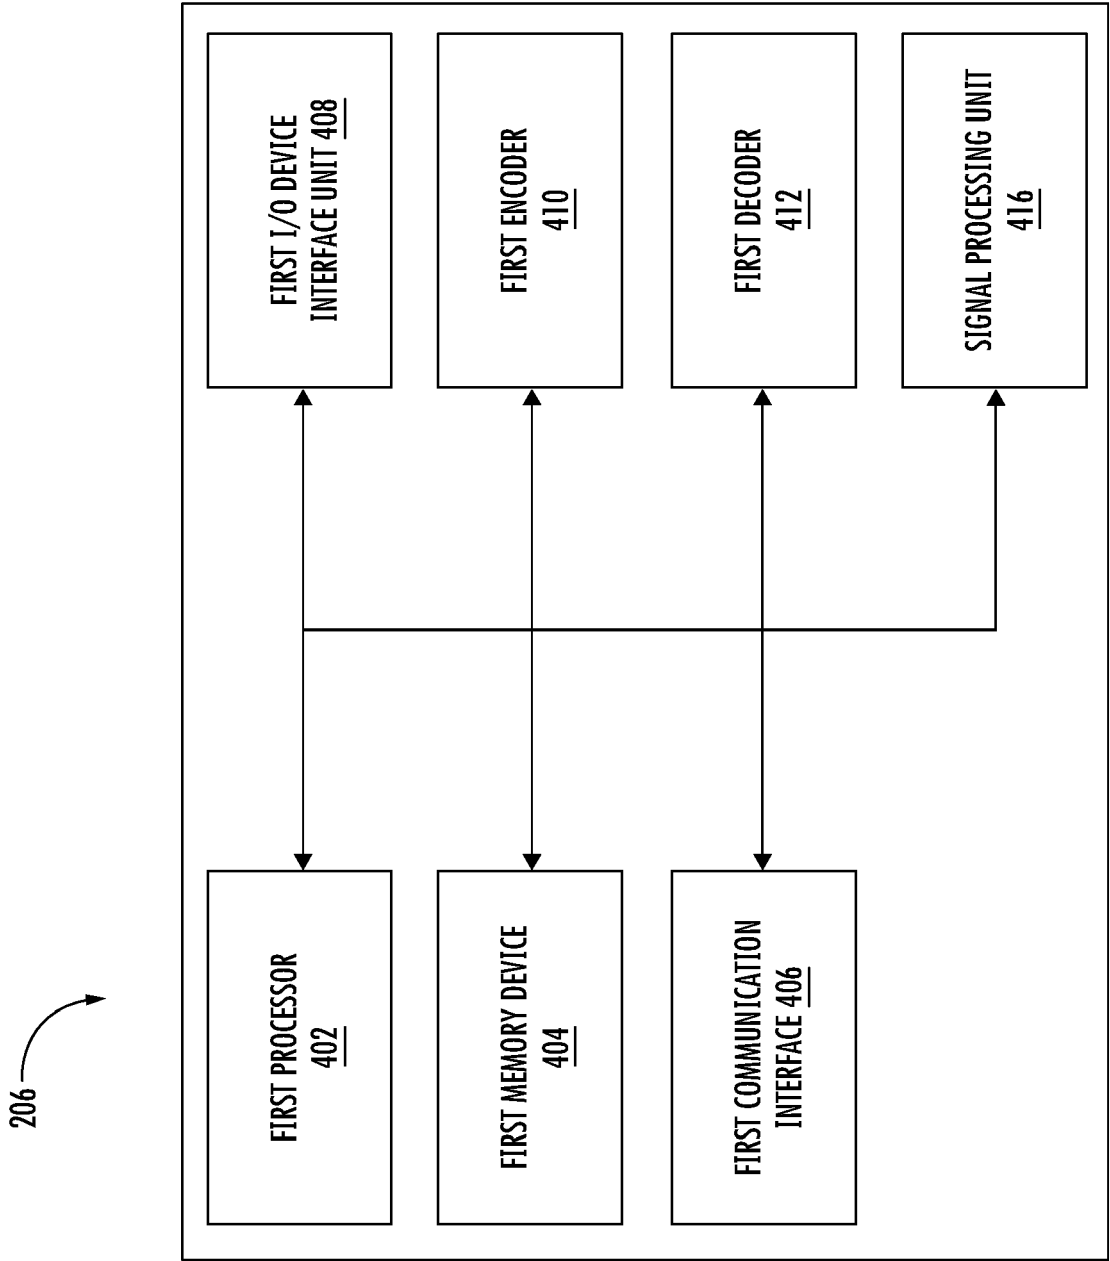 206
FIRST PROCESSOR
402
FIRST MEMORY DEVICE
404
FIRST COMMUNICATION
INTERFACE 406
FIRST I/O DEVICE
INTERFACE UNIT 408
FIRST ENCODER
410
FIRST DECODER
412
SIGNAL PROCESSING UNIT
416